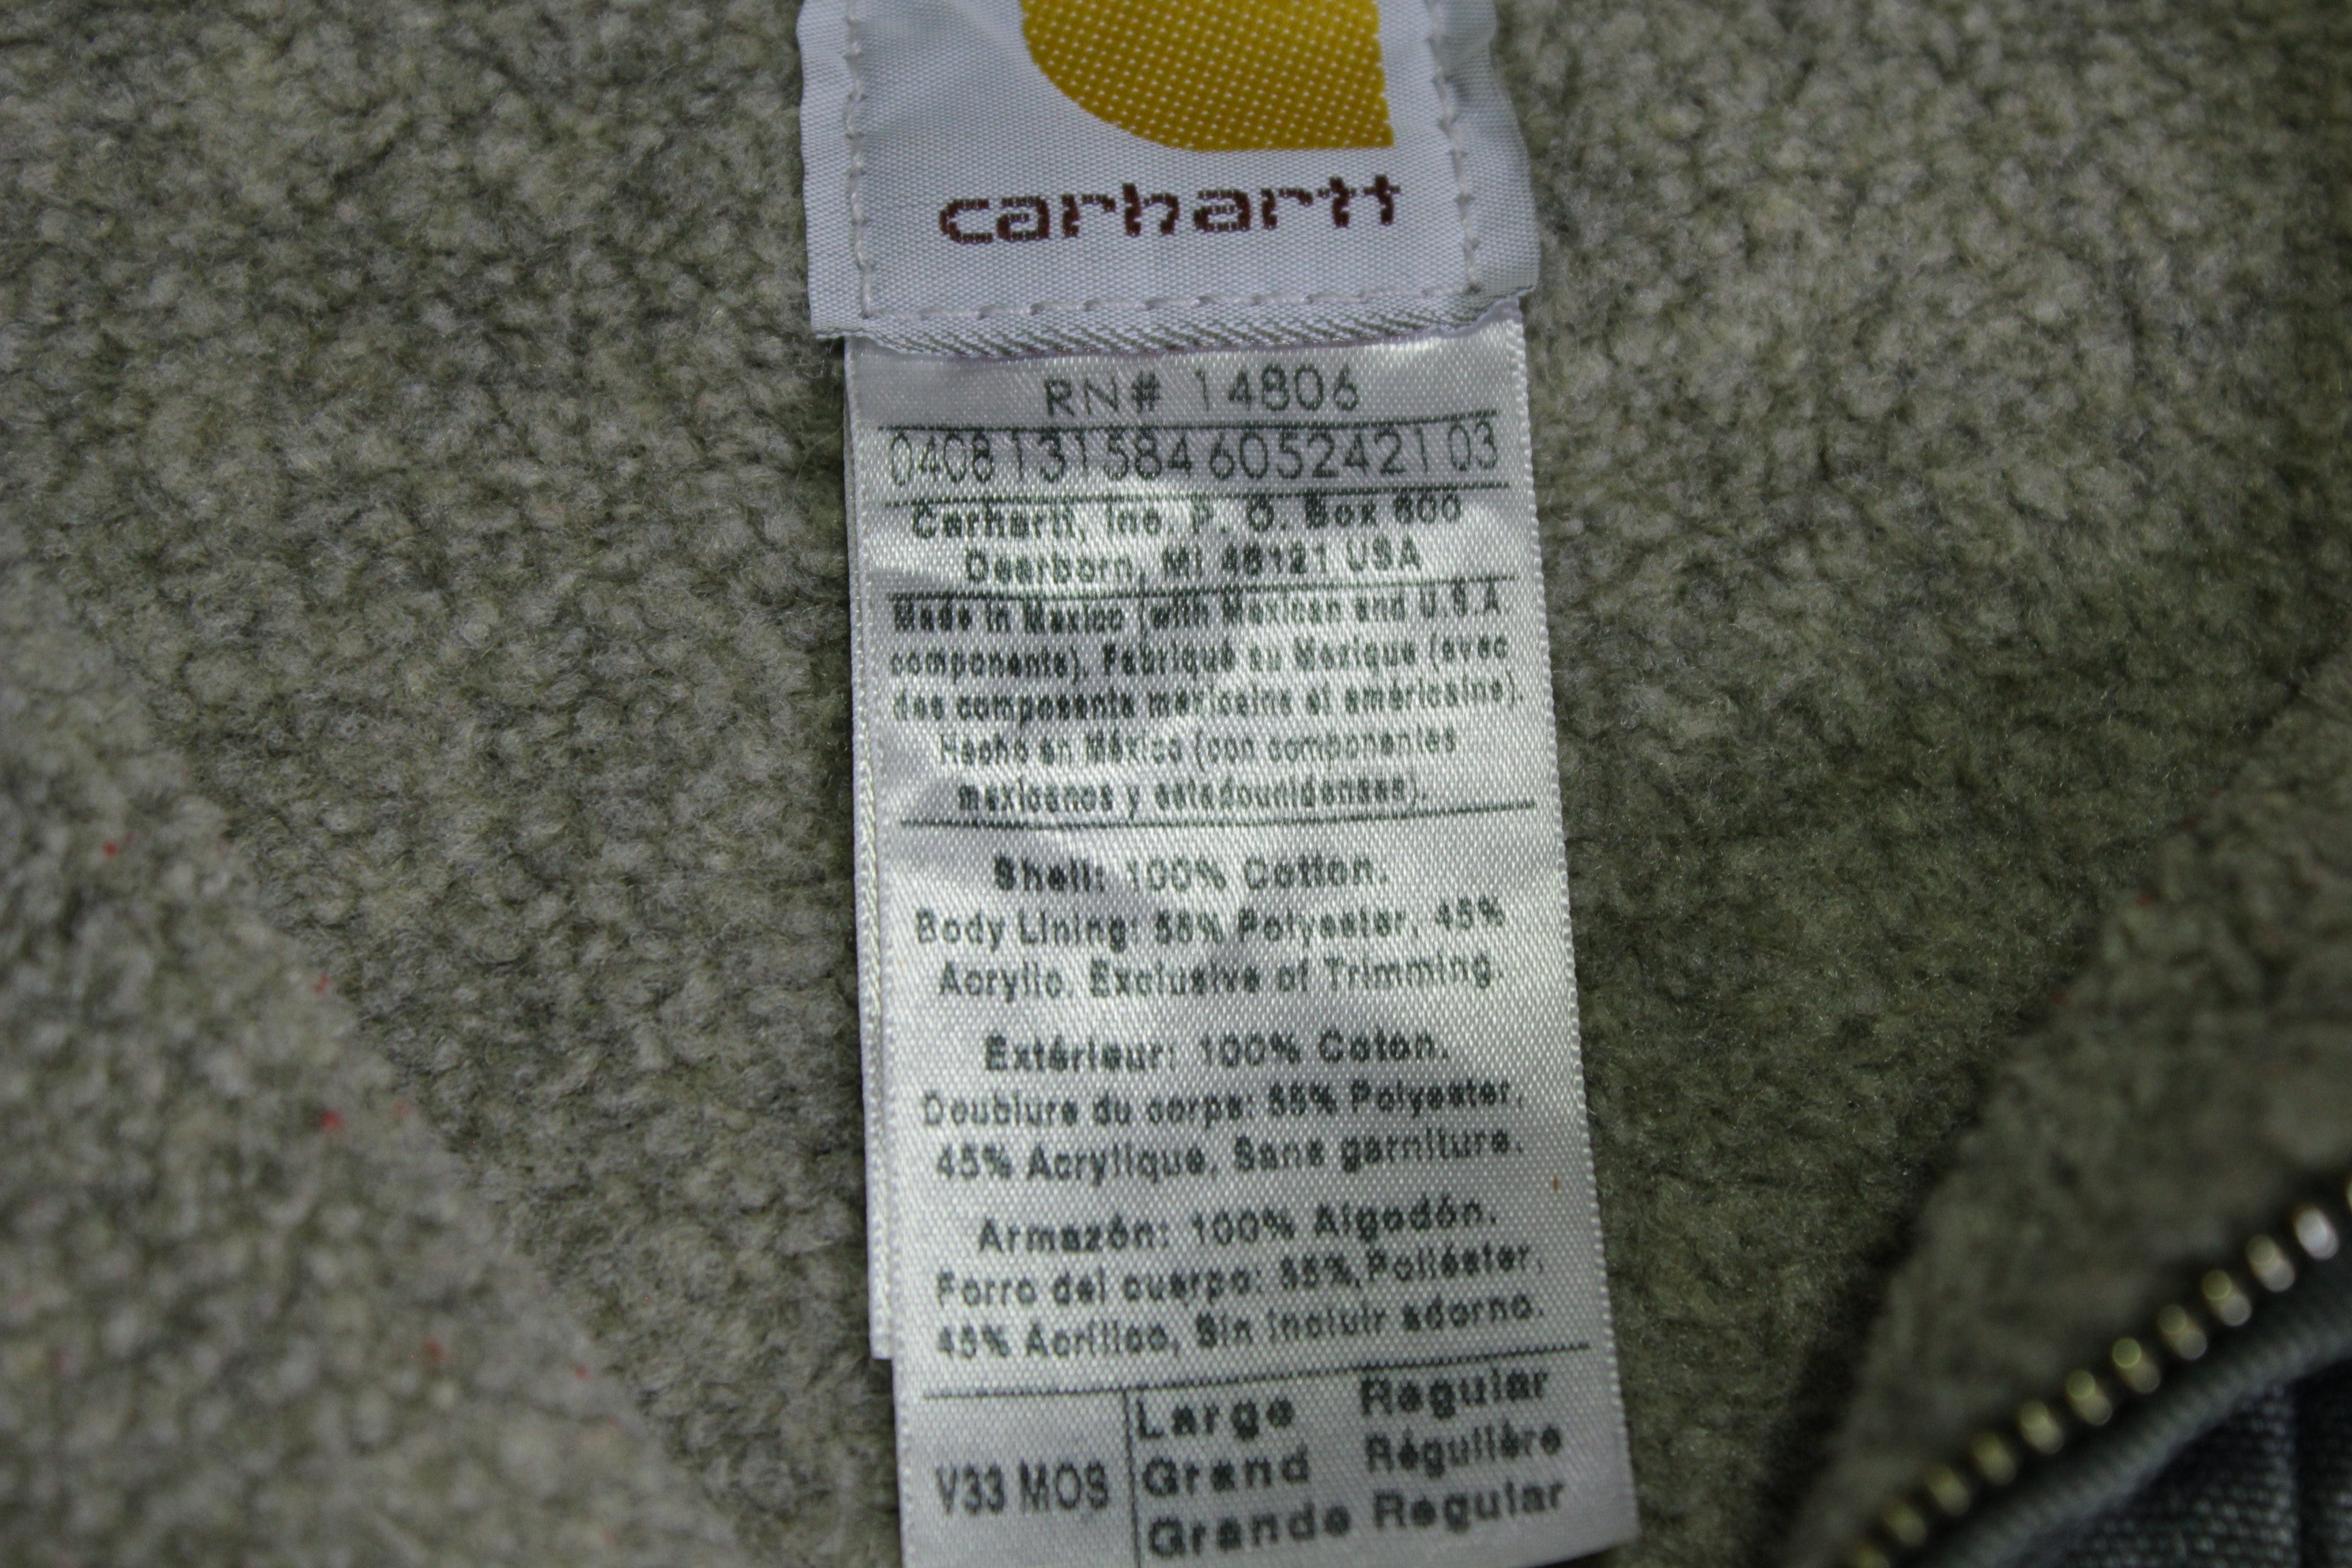 carhartt
RN# 14806
0408 131584 6052421 03
Carhartt, Inc. P. O. Box 600
Dearborn, MI 48121 USA
Made in Mexico (with Mexican and U.S.A
components). Fabriqué au Mexique (avec
des composants mexicains et américains).
Hecho en México (con componentes
mexicanos y estadounidenses).
Shell: 100% Cotton.
Body Lining: 55% Polyester, 45%
Acrylic. Exclusive of Trimming.
Extérieur: 100% Coton.
Doublure du corps: 55% Polyester,
45% Acrylique, Sans garniture.
Armazón: 100% Algodón.
Forro del cuerpo: 55% Poliéster,
45% Acrílico, Sin incluir adorno.
V33 MOS
Large Regular
Grand Régulière
Grande Regular